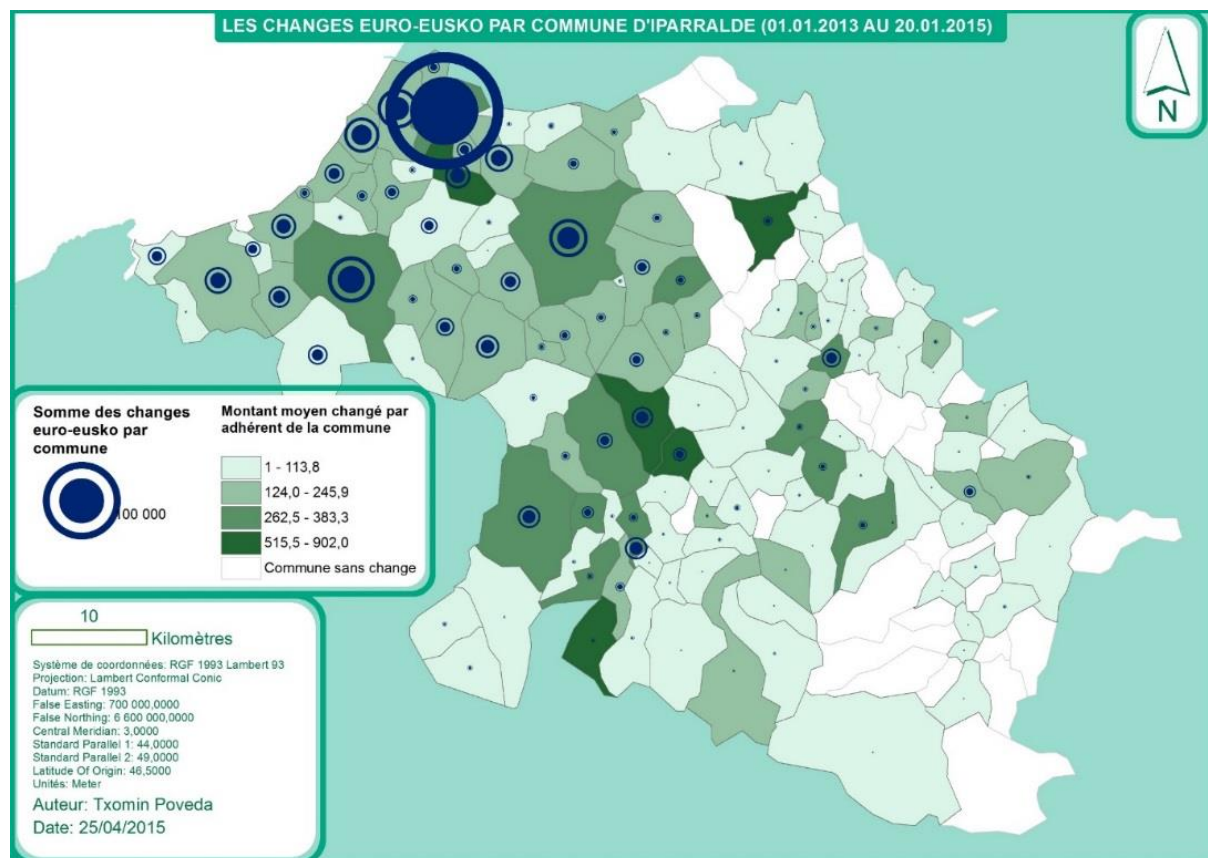 LES CHANGES EURO-EUSKO PAR COMMUNE D'IPARRALDE (01.01.2013 AU 20.01.2015)
N
Somme des changes
euro-eusko par
commune
100 000
Montant moyen changé par
adhérent de la commune
1 - 113,8
124,0 - 245,9
262,5 - 383,3
515,5 - 902,0
Commune sans change
10
Kilomètres
Système de coordonnées: RGF 1993 Lambert 93
Projection: Lambert Conformal Conic
Datum: RGF 1993
False Easting: 700 000,0000
False Northing: 6 600 000,0000
Central Meridian: 3,0000
Standard Parallel 1: 44,0000
Standard Parallel 2: 49,0000
Latitude Of Origin: 46,5000
Unités: Meter
Auteur: Txomin Poveda
Date: 25/04/2015